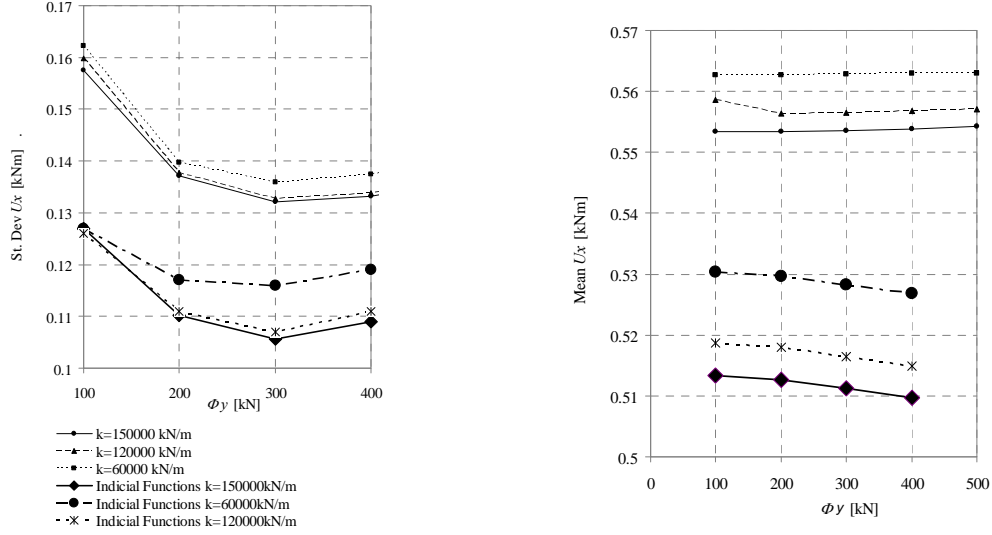 0.17
0.16
0.15
0.14
0.13
0.12
0.11
0.1
St. Dev Ux [kNm] .
100 200 300 400
Φy [kN]
k=150000 kN/m
k=120000 kN/m
k=60000 kN/m
Indicial Functions k=150000kN/m
Indicial Functions k=60000kN/m
Indicial Functions k=120000kN/m
0.57
0.56
0.55
0.54
0.53
0.52
0.51
0.5
Mean Ux [kNm]
0 100 200 300 400 500
Φy [kN]